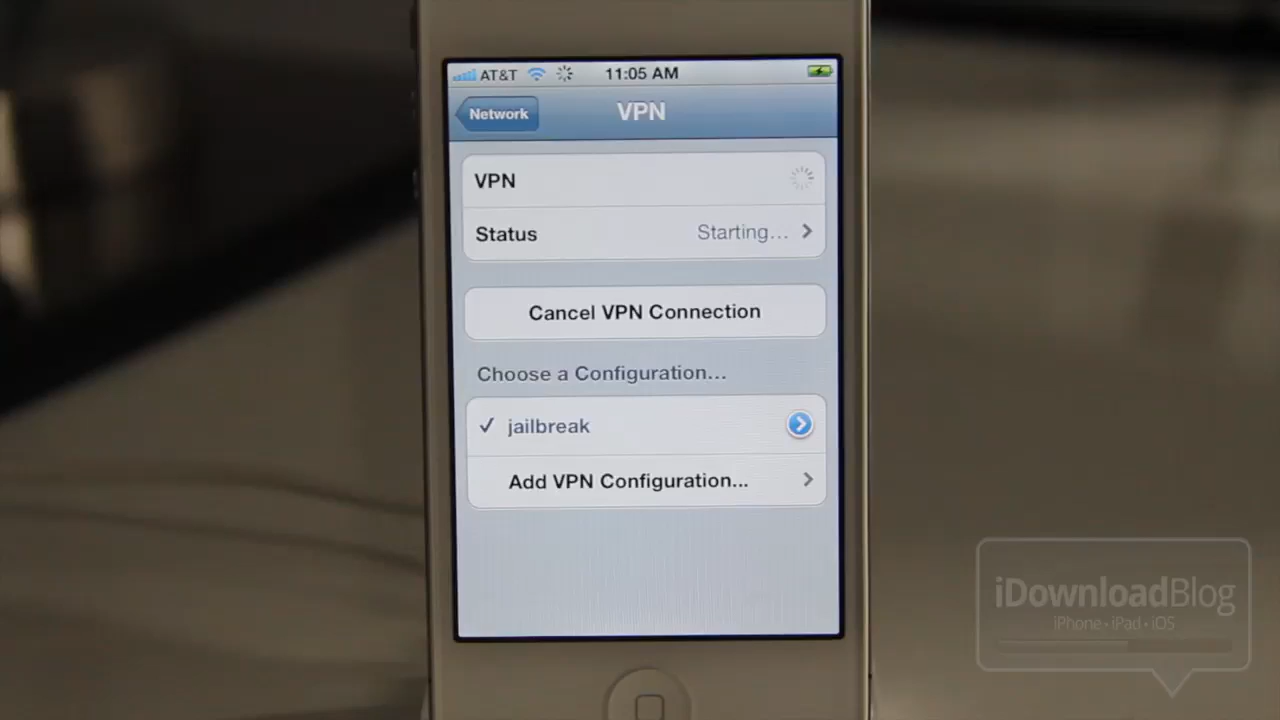 AT&T 11:05 AM
Network VPN
VPN
Status Starting...
Cancel VPN Connection
Choose a Configuration...
✓ jailbreak
Add VPN Configuration...
iDownloadBlog
iPhone • iPad • iOS